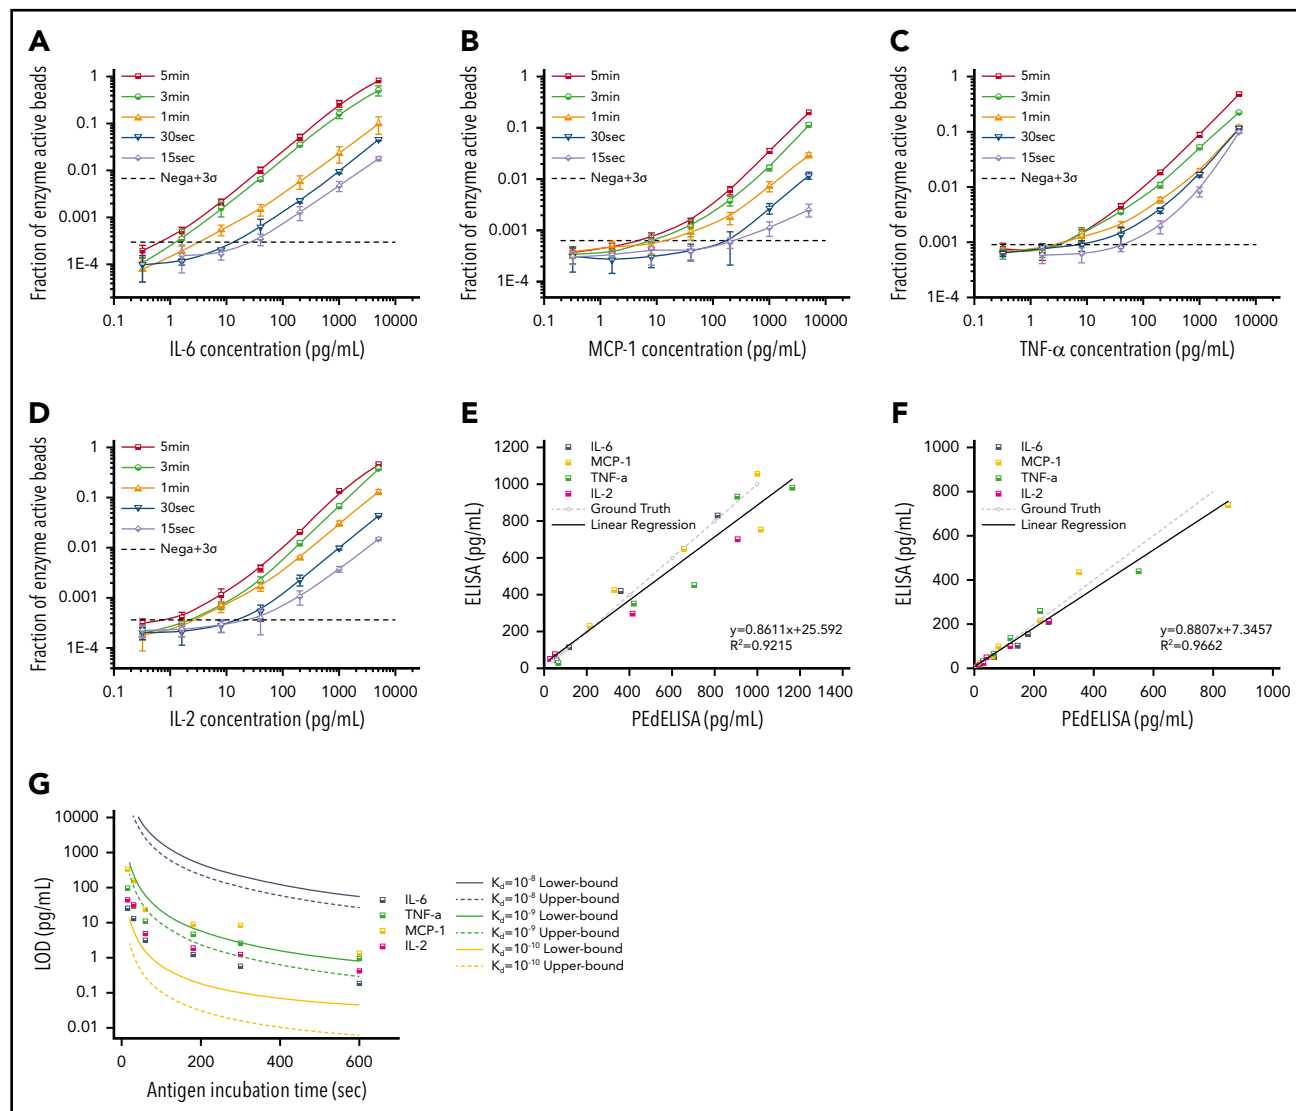 A
Fraction of enzyme active beads
1
0.1
0.01
0.001
1E-4
5min
3min
1min
30sec
15sec
Nega+3σ
0.1 1 10 100 1000 10000
IL-6 concentration (pg/mL)
B
Fraction of enzyme active beads
1
0.1
0.01
0.001
1E-4
5min
3min
1min
30sec
15sec
Nega+3σ
0.1 1 10 100 1000 10000
MCP-1 concentration (pg/mL)
C
Fraction of enzyme active beads
1
0.1
0.01
0.001
1E-4
5min
3min
1min
30sec
15sec
Nega+3σ
0.1 1 10 100 1000 10000
TNF-α concentration (pg/mL)
D
Fraction of enzyme active beads
1
0.1
0.01
0.001
1E-4
5min
3min
1min
30sec
15sec
Nega+3σ
0.1 1 10 100 1000 10000
IL-2 concentration (pg/mL)
E
ELISA (pg/mL)
1200
1000
800
600
400
200
0
IL-6
MCP-1
TNF-a
IL-2
Ground Truth
Linear Regression
y=0.8611x+25.592
R²=0.9215
0 200 400 600 800 1000 1200 1400
PEdELISA (pg/mL)
F
ELISA (pg/mL)
1000
800
600
400
200
0
IL-6
MCP-1
TNF-a
IL-2
Ground Truth
Linear Regression
y=0.8807x+7.3457
R²=0.9662
0 200 400 600 800 1000
PEdELISA (pg/mL)
G
LOD (pg/mL)
10000
1000
100
10
1
0.1
0.01
0 200 400 600
Antigen incubation time (sec)
IL-6
TNF-a
MCP-1
IL-2
K_d=10⁻⁸ Lower-bound
K_d=10⁻⁸ Upper-bound
K_d=10⁻⁹ Lower-bound
K_d=10⁻⁹ Upper-bound
K_d=10⁻¹⁰ Lower-bound
K_d=10⁻¹⁰ Upper-bound